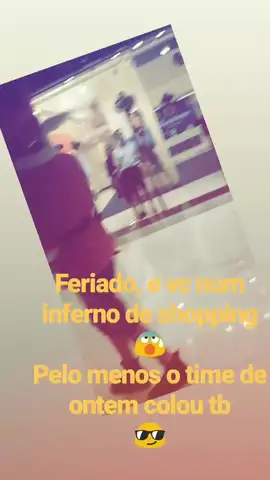 Feriado, e vc num
inferno de shopping
😱
Pelo menos o time de
ontem colou tb
😎